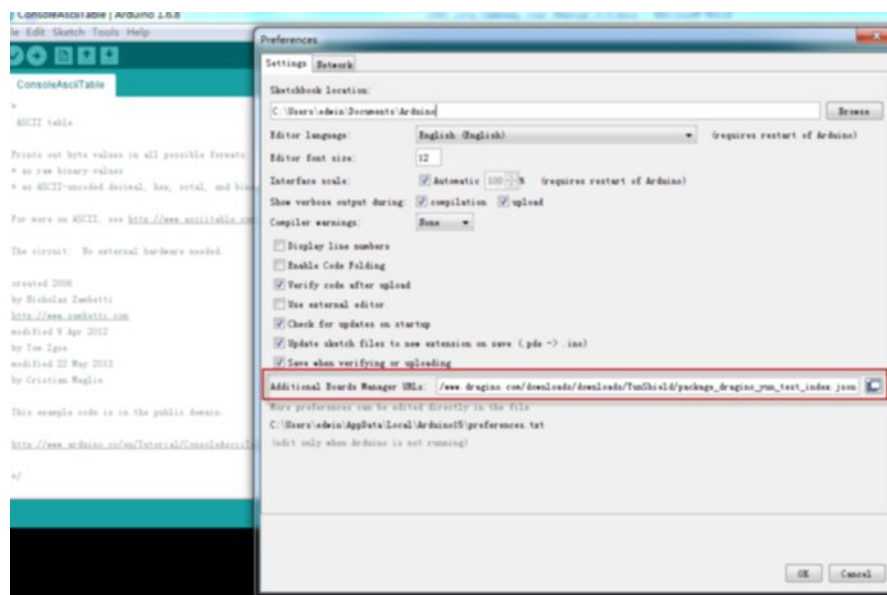 ConsoleAsciiTable | Arduino 1.6.8
le Edit Sketch Tools Help
ConsoleAsciiTable
ASCII table
Prints out byte values in all possible formats:
* as raw binary values
* as ASCII-encoded decimal, hex, octal, and bin
For more on ASCII, see http://www.asciitable.co
The circuit: No external hardware needed.
created 2006
by Nicholas Zambetti
http://www.zambetti.com
modified 9 Apr 2012
by Tom Igoe
modified 22 May 2013
by Cristian Maglie
This example code is in the public domain.
http://www.arduino.cc/en/Tutorial/ConsoleAsciiTa
*/
Preferences
Settings Network
Sketchbook location:
C:\Users\edwin\Documents\Arduino Browse
Editor language: English (English) (requires restart of Arduino)
Editor font size: 12
Interface scale: Automatic 100 % (requires restart of Arduino)
Show verbose output during: compilation upload
Compiler warnings: None
Display line numbers
Enable Code Folding
Verify code after upload
Use external editor
Check for updates on startup
Update sketch files to new extension on save (.pde -> .ino)
Save when verifying or uploading
Additional Boards Manager URLs: /www.dragino.com/downloads/downloads/YunShield/package_dragino_yun_test_index.json
More preferences can be edited directly in the file
C:\Users\edwin\AppData\Local\Arduino15\preferences.txt
(edit only when Arduino is not running)
OK Cancel